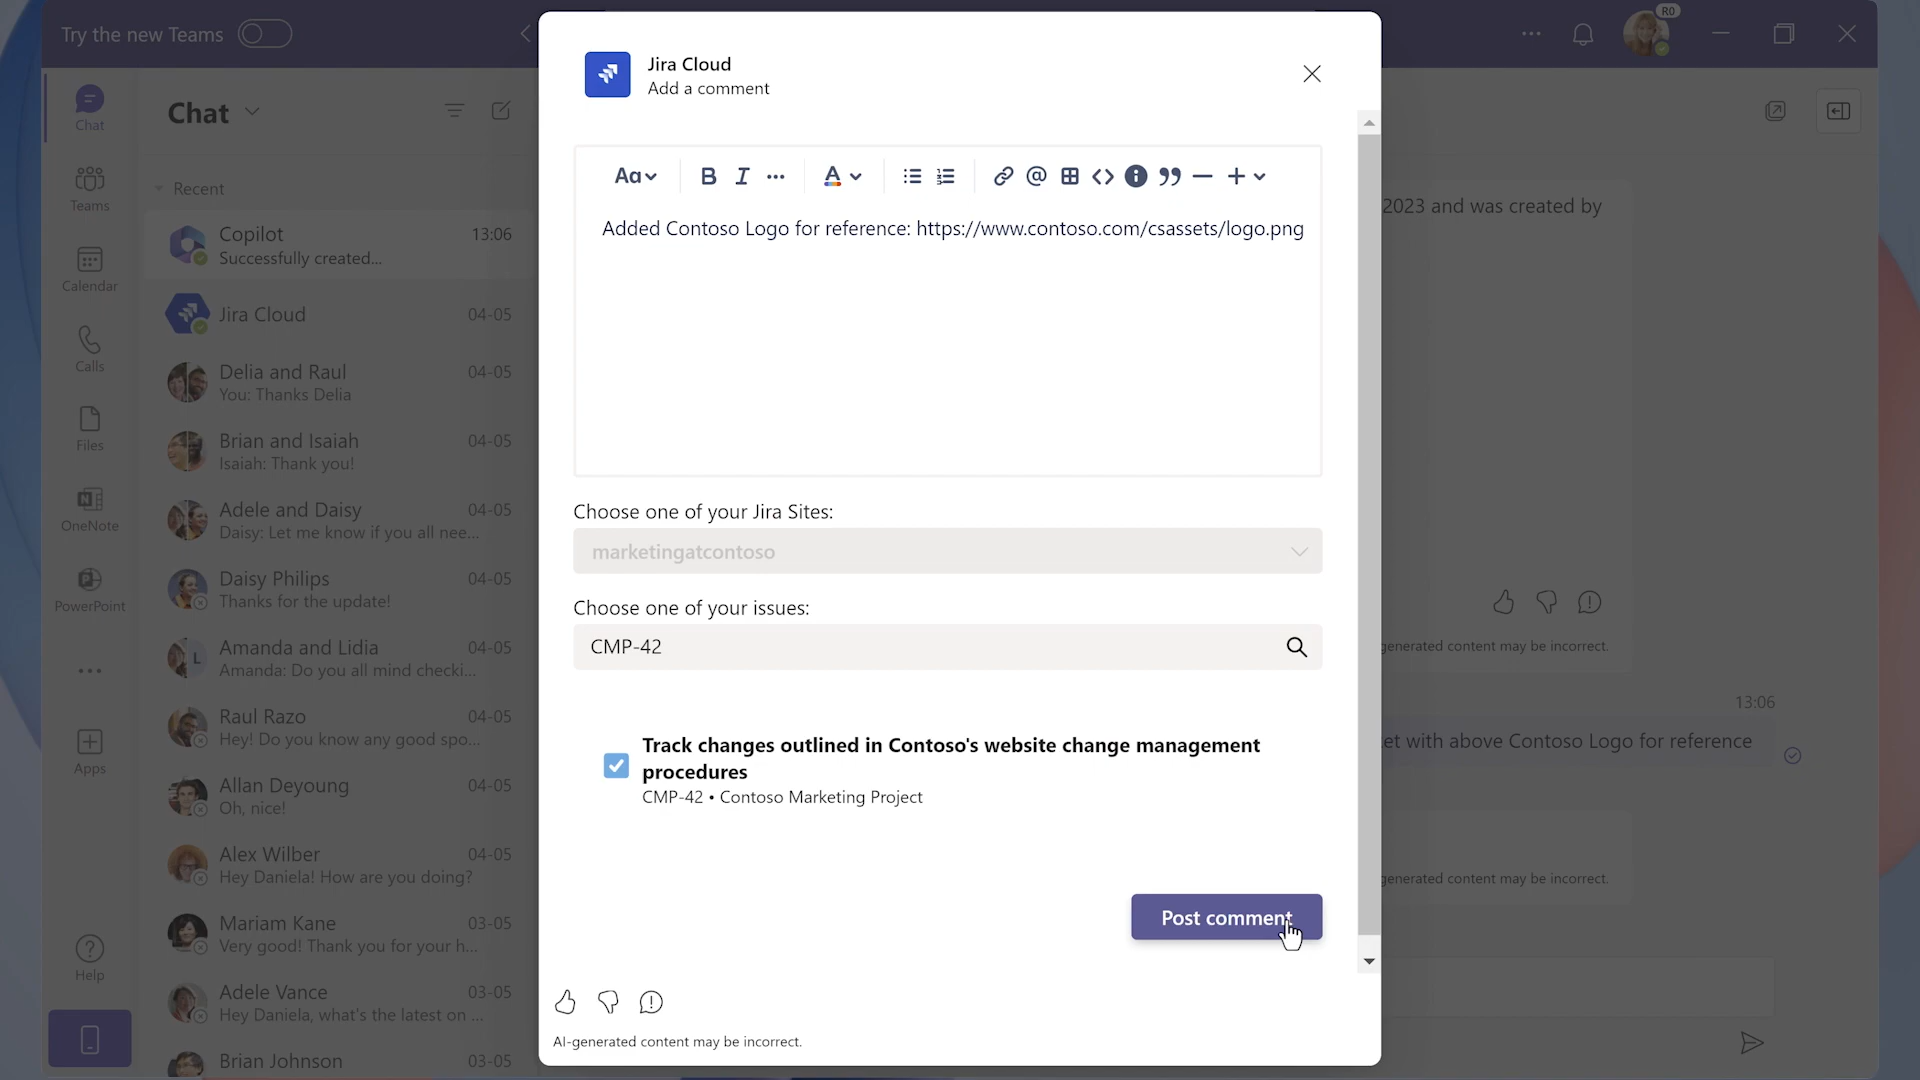 Try the new Teams
R0
Chat
Teams
Calendar
Calls
Files
OneNote
PowerPoint
Apps
Help
Chat
Recent
Copilot 13:06
Successfully created...
Jira Cloud 04-05
Delia and Raul 04-05
You: Thanks Delia
Brian and Isaiah 04-05
Isaiah: Thank you!
Adele and Daisy 04-05
Daisy: Let me know if you all nee...
Daisy Philips 04-05
Thanks for the update!
L
Amanda and Lidia 04-05
Amanda: Do you all mind checki...
Raul Razo 04-05
Hey! Do you know any good spo...
Allan Deyoung 04-05
Oh, nice!
Alex Wilber 04-05
Hey Daniela! How are you doing?
Mariam Kane 03-05
Very good! Thank you for your h...
Adele Vance 03-05
Hey Daniela, what's the latest on ...
Brian Johnson 03-05
Jira Cloud
Add a comment
Aa B I A
Added Contoso Logo for reference: https://www.contoso.com/csassets/logo.png
Choose one of your Jira Sites:
marketingatcontoso
Choose one of your issues:
CMP-42
Track changes outlined in Contoso's website change management
procedures
CMP-42 • Contoso Marketing Project
Post comment
AI-generated content may be incorrect.
2023 and was created by
generated content may be incorrect.
13:06
et with above Contoso Logo for reference
generated content may be incorrect.